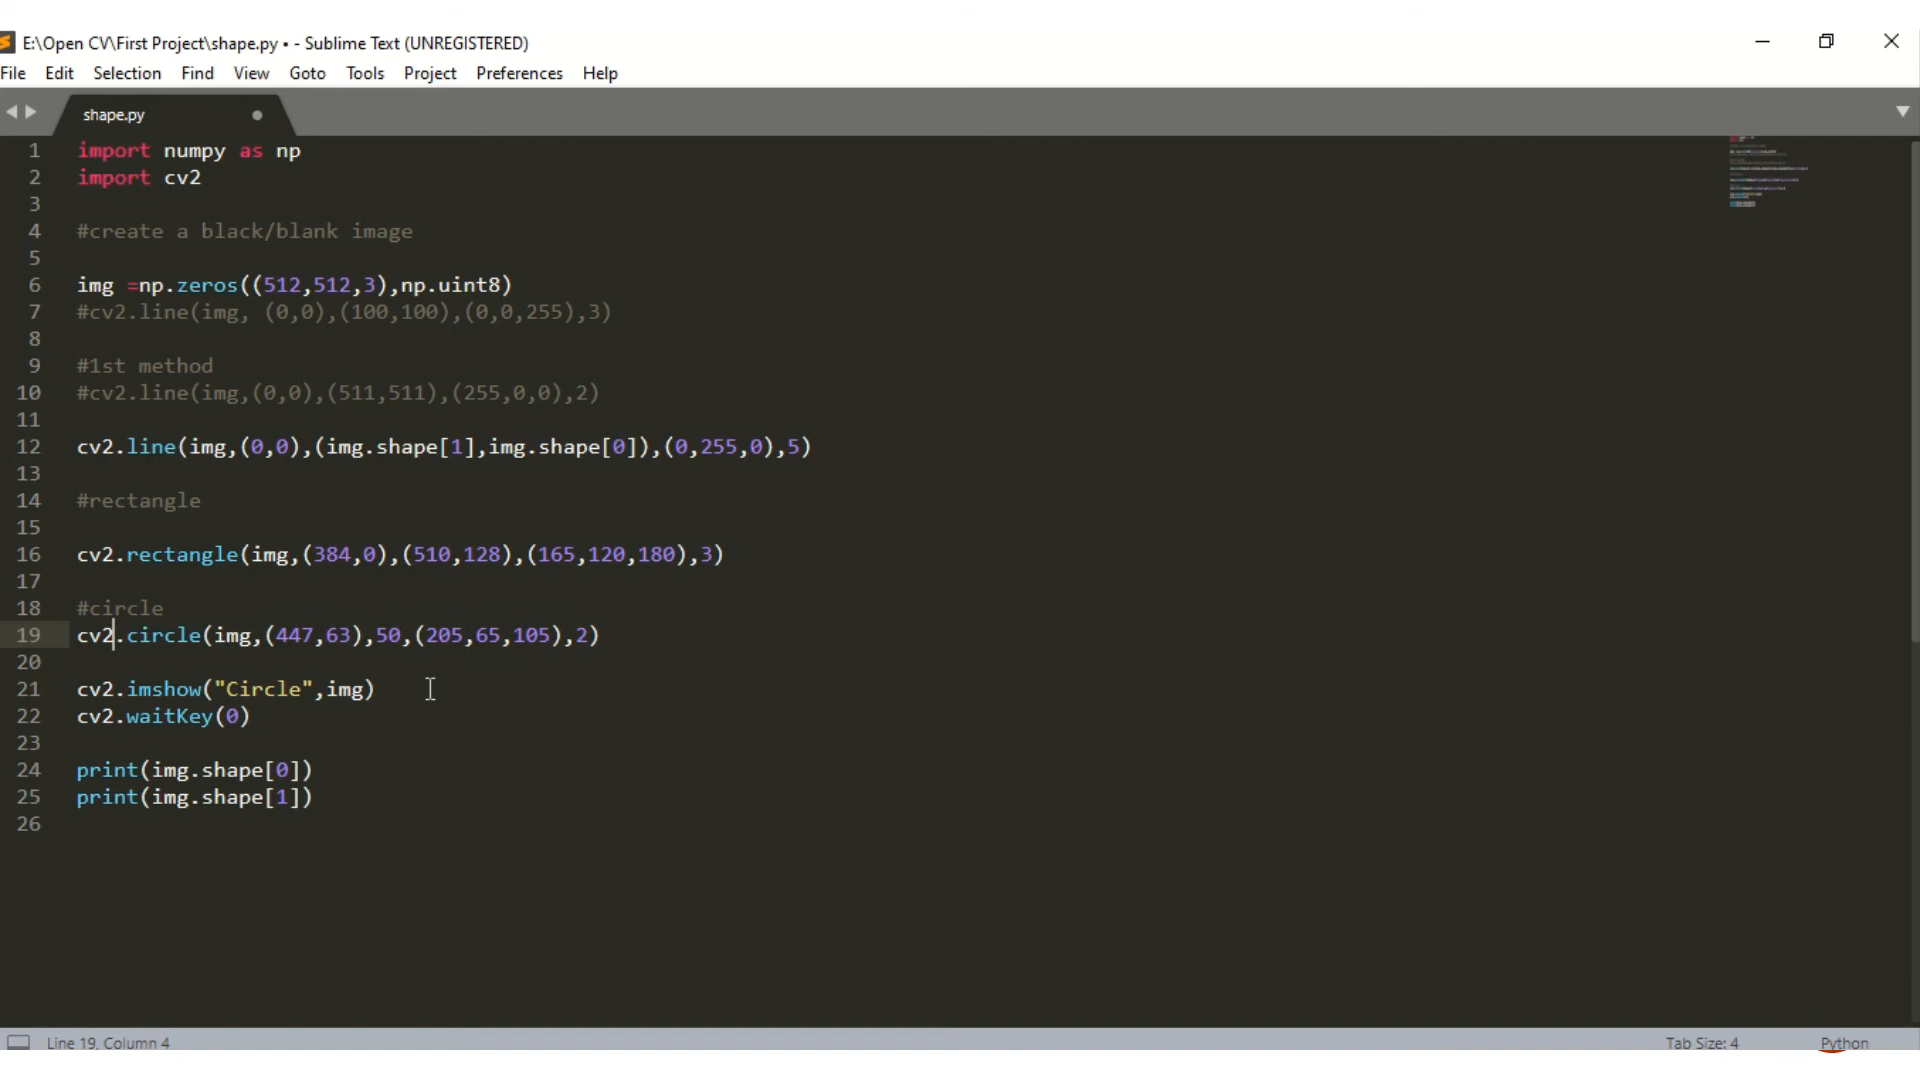 E:\Open CV\First Project\shape.py • - Sublime Text (UNREGISTERED)
File Edit Selection Find View Goto Tools Project Preferences Help
shape.py
1 import numpy as np
2 import cv2
3
4 #create a black/blank image
5
6 img =np.zeros((512,512,3),np.uint8)
7 #cv2.line(img, (0,0),(100,100),(0,0,255),3)
8
9 #1st method
10 #cv2.line(img,(0,0),(511,511),(255,0,0),2)
11
12 cv2.line(img,(0,0),(img.shape[1],img.shape[0]),(0,255,0),5)
13
14 #rectangle
15
16 cv2.rectangle(img,(384,0),(510,128),(165,120,180),3)
17
18 #circle
19 cv2.circle(img,(447,63),50,(205,65,105),2)
20
21 cv2.imshow("Circle",img)
22 cv2.waitKey(0)
23
24 print(img.shape[0])
25 print(img.shape[1])
26
Line 19, Column 4 Tab Size: 4 Python